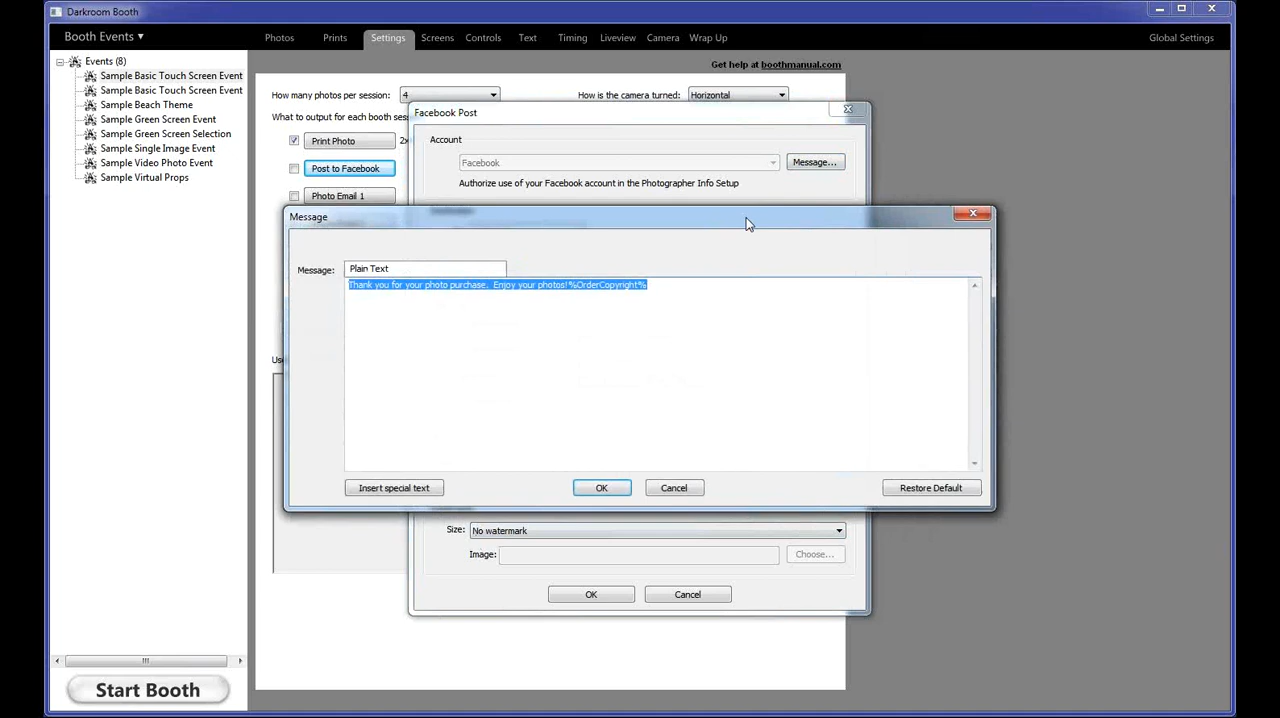 Darkroom Booth
Booth Events ▾
Photos Prints Settings Screens Controls Text Timing Liveview Camera Wrap Up Global Settings
Events (8)
Sample Basic Touch Screen Event
Sample Basic Touch Screen Event
Sample Beach Theme
Sample Green Screen Event
Sample Green Screen Selection
Sample Single Image Event
Sample Video Photo Event
Sample Virtual Props
Start Booth
Get help at boothmanual.com
How many photos per session: 4 How is the camera turned: Horizontal
What to output for each booth ses
Print Photo 2x
Post to Facebook
Photo Email 1
Use
Facebook Post
Account
Facebook Message...
Authorize use of your Facebook account in the Photographer Info Setup
Message
Message: Plain Text
Thank you for your photo purchase. Enjoy your photos!%OrderCopyright%
Insert special text OK Cancel Restore Default
Size: No watermark
Image: Choose...
OK Cancel